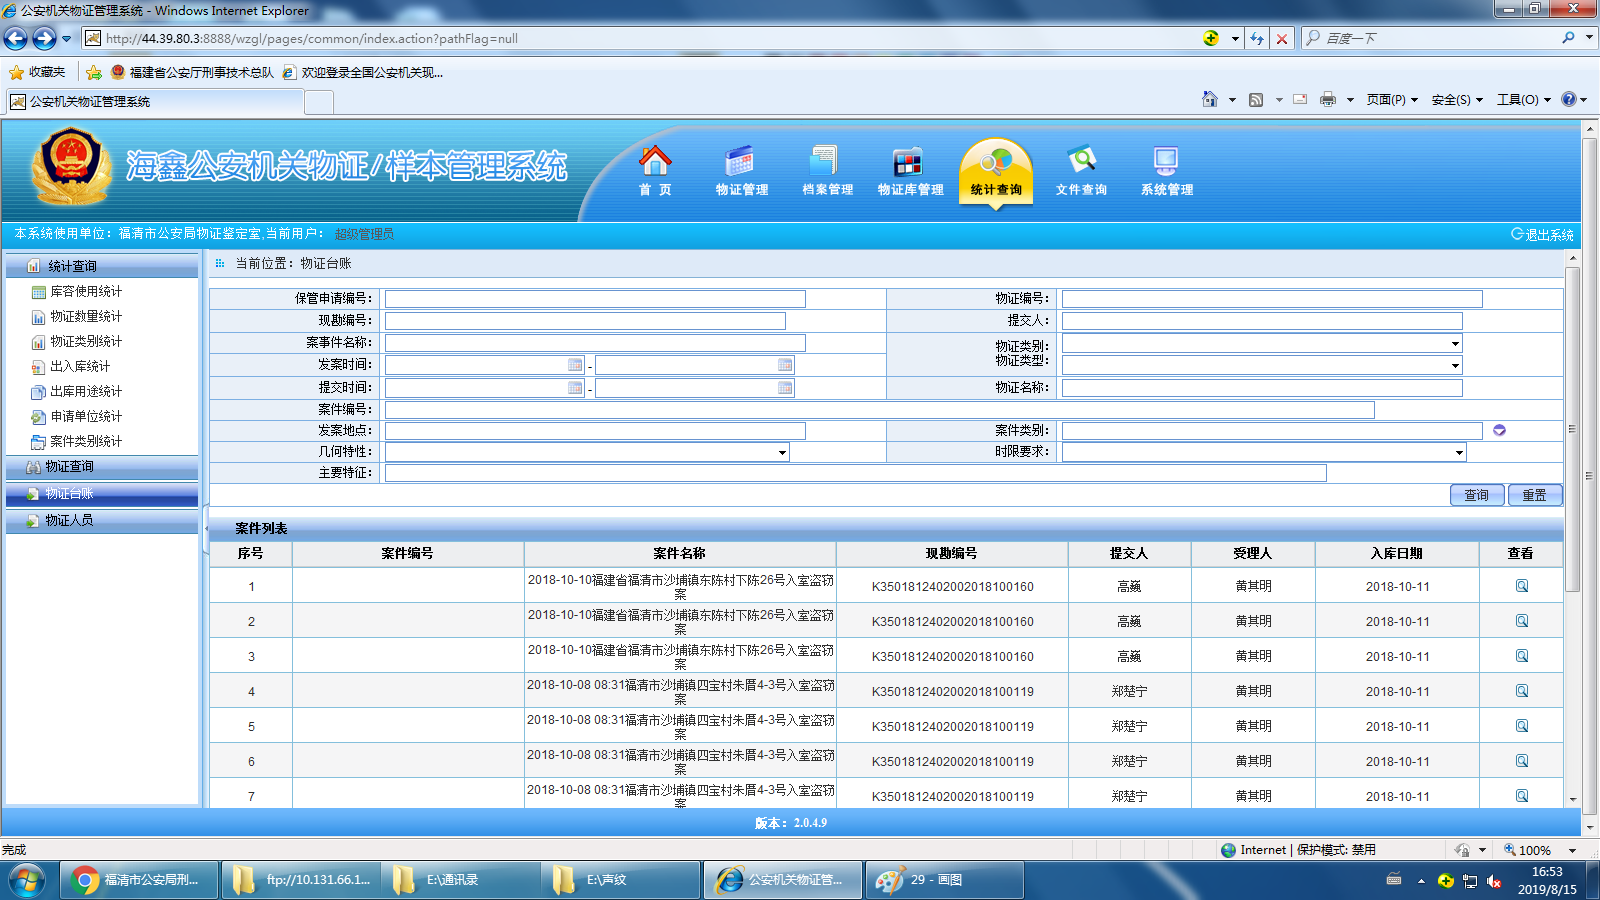 公安机关物证管理系统 - Windows Internet Explorer
http://44.39.80.3:8888/wzgl/pages/common/index.action?pathFlag=null
百度一下
收藏夹
福建省公安厅刑事技术总队
欢迎登录全国公安机关现...
公安机关物证管理系统
页面(P) 安全(S) 工具(O)
海鑫公安机关物证/样本管理系统
首 页 物证管理 档案管理 物证库管理 统计查询 文件查询 系统管理
本系统使用单位：福清市公安局物证鉴定室,当前用户： 超级管理员
退出系统
统计查询
库容使用统计
物证数量统计
物证类别统计
出入库统计
出库用途统计
申请单位统计
案件类别统计
物证查询
物证台账
物证人员
当前位置：物证台账
保管申请编号： 物证编号：
现勘编号： 提交人：
案事件名称： 物证类别：
发案时间： - 物证类型：
提交时间： - 物证名称：
案件编号：
发案地点： 案件类别：
几何特性： 时限要求：
主要特征：
查询 重置
案件列表
序号 案件编号 案件名称 现勘编号 提交人 受理人 入库日期 查看
1 2018-10-10福建省福清市沙埔镇东陈村下陈26号入室盗窃案 K3501812402002018100160 高巍 黄其明 2018-10-11
2 2018-10-10福建省福清市沙埔镇东陈村下陈26号入室盗窃案 K3501812402002018100160 高巍 黄其明 2018-10-11
3 2018-10-10福建省福清市沙埔镇东陈村下陈26号入室盗窃案 K3501812402002018100160 高巍 黄其明 2018-10-11
4 2018-10-08 08:31福清市沙埔镇四宝村朱厝4-3号入室盗窃案 K3501812402002018100119 郑楚宁 黄其明 2018-10-11
5 2018-10-08 08:31福清市沙埔镇四宝村朱厝4-3号入室盗窃案 K3501812402002018100119 郑楚宁 黄其明 2018-10-11
6 2018-10-08 08:31福清市沙埔镇四宝村朱厝4-3号入室盗窃案 K3501812402002018100119 郑楚宁 黄其明 2018-10-11
7 2018-10-08 08:31福清市沙埔镇四宝村朱厝4-3号入室盗窃案 K3501812402002018100119 郑楚宁 黄其明 2018-10-11
版本：2.0.4.9
完成
Internet | 保护模式: 禁用
100%
福清市公安局刑...
ftp://10.131.66.1...
E:\通讯录
E:\声纹
公安机关物证管...
29 - 画图
16:53
2019/8/15